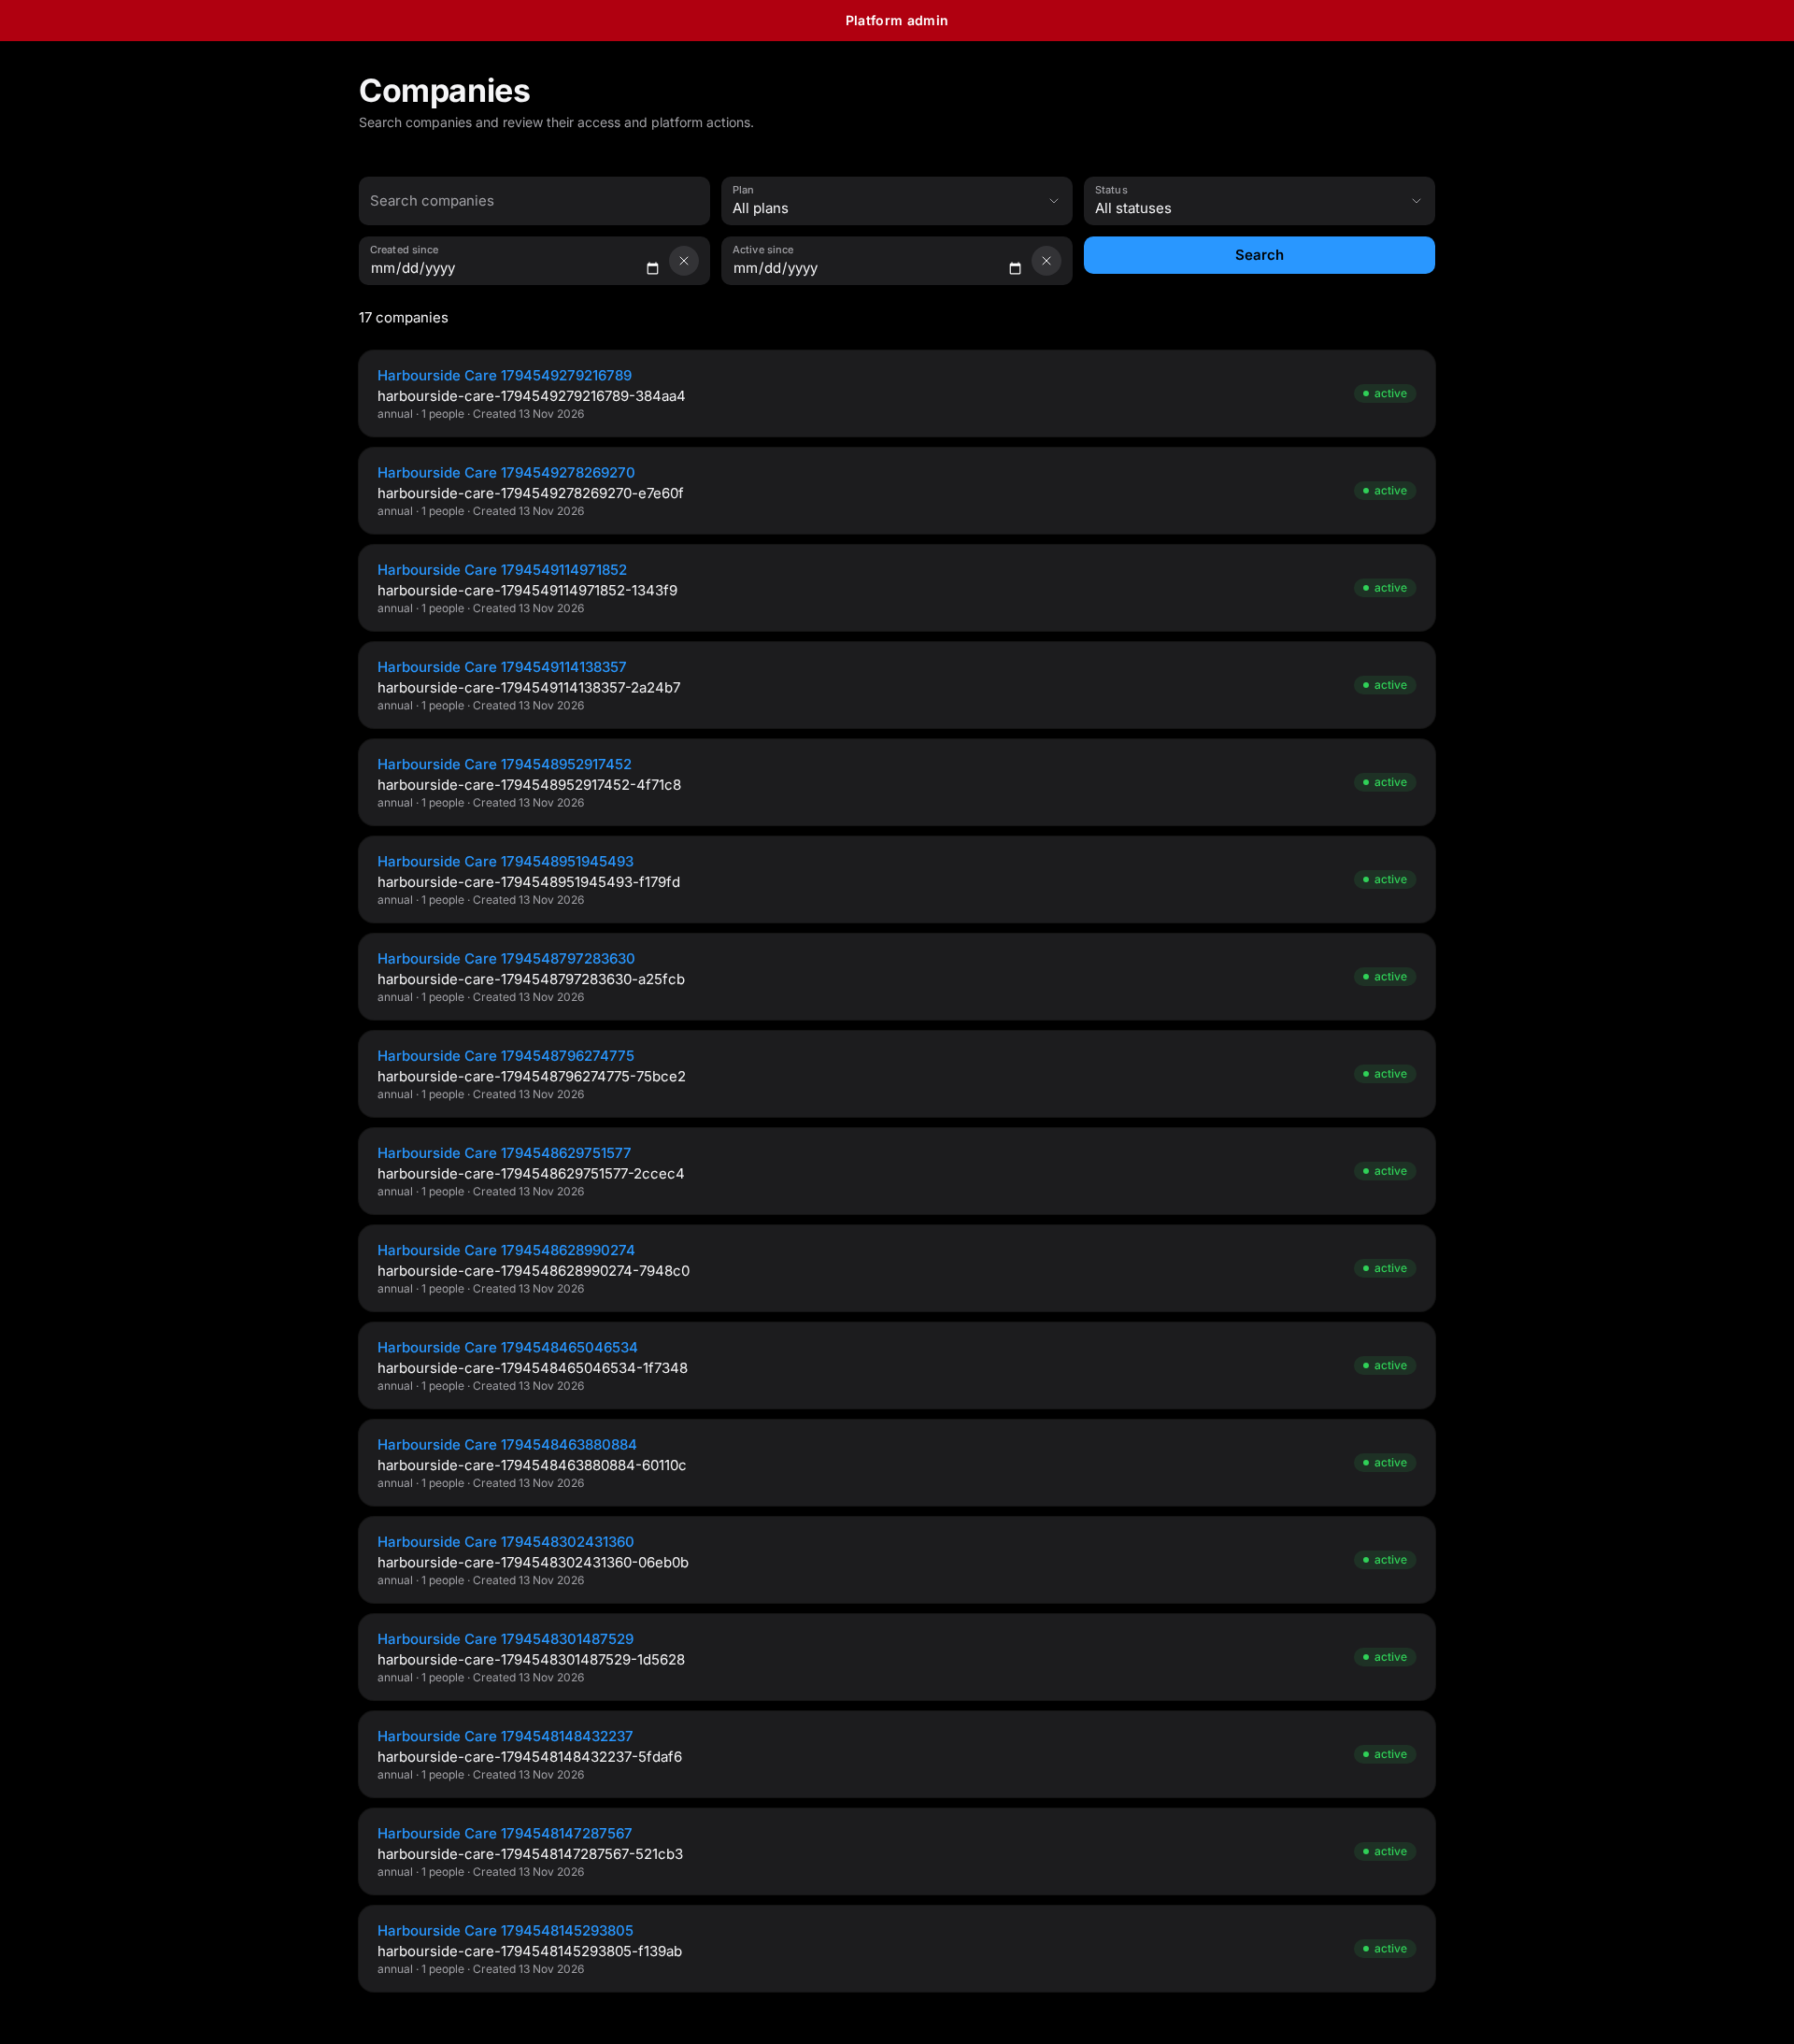 Platform admin
Companies
Search companies and review their access and platform actions.
Search companies
Plan
All plans
Status
All statuses
Created since
mm/dd/yyyy
Active since
mm/dd/yyyy
Search
17 companies
Harbourside Care 1794549279216789
harbourside-care-1794549279216789-384aa4
annual · 1 people · Created 13 Nov 2026
active
Harbourside Care 1794549278269270
harbourside-care-1794549278269270-e7e60f
annual · 1 people · Created 13 Nov 2026
active
Harbourside Care 1794549114971852
harbourside-care-1794549114971852-1343f9
annual · 1 people · Created 13 Nov 2026
active
Harbourside Care 1794549114138357
harbourside-care-1794549114138357-2a24b7
annual · 1 people · Created 13 Nov 2026
active
Harbourside Care 1794548952917452
harbourside-care-1794548952917452-4f71c8
annual · 1 people · Created 13 Nov 2026
active
Harbourside Care 1794548951945493
harbourside-care-1794548951945493-f179fd
annual · 1 people · Created 13 Nov 2026
active
Harbourside Care 1794548797283630
harbourside-care-1794548797283630-a25fcb
annual · 1 people · Created 13 Nov 2026
active
Harbourside Care 1794548796274775
harbourside-care-1794548796274775-75bce2
annual · 1 people · Created 13 Nov 2026
active
Harbourside Care 1794548629751577
harbourside-care-1794548629751577-2ccec4
annual · 1 people · Created 13 Nov 2026
active
Harbourside Care 1794548628990274
harbourside-care-1794548628990274-7948c0
annual · 1 people · Created 13 Nov 2026
active
Harbourside Care 1794548465046534
harbourside-care-1794548465046534-1f7348
annual · 1 people · Created 13 Nov 2026
active
Harbourside Care 1794548463880884
harbourside-care-1794548463880884-60110c
annual · 1 people · Created 13 Nov 2026
active
Harbourside Care 1794548302431360
harbourside-care-1794548302431360-06eb0b
annual · 1 people · Created 13 Nov 2026
active
Harbourside Care 1794548301487529
harbourside-care-1794548301487529-1d5628
annual · 1 people · Created 13 Nov 2026
active
Harbourside Care 1794548148432237
harbourside-care-1794548148432237-5fdaf6
annual · 1 people · Created 13 Nov 2026
active
Harbourside Care 1794548147287567
harbourside-care-1794548147287567-521cb3
annual · 1 people · Created 13 Nov 2026
active
Harbourside Care 1794548145293805
harbourside-care-1794548145293805-f139ab
annual · 1 people · Created 13 Nov 2026
active